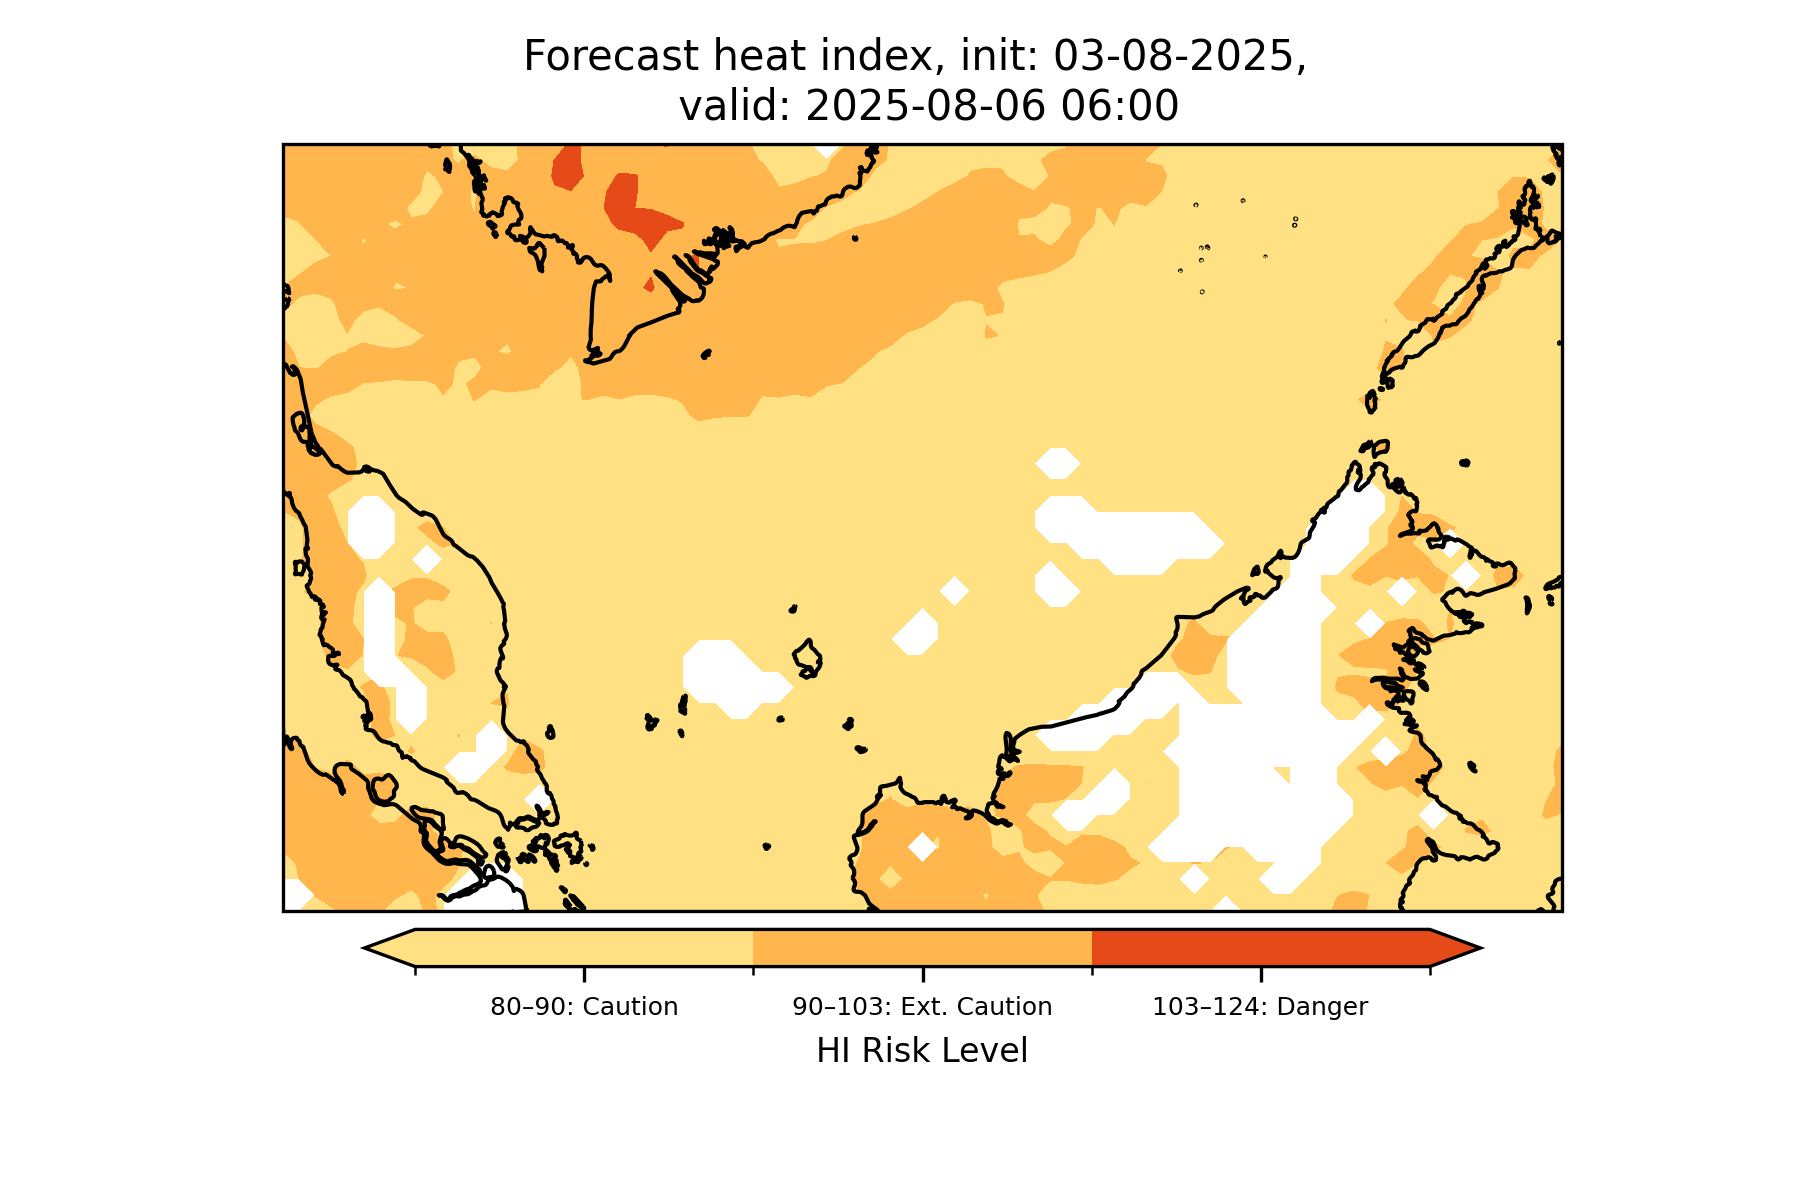 Forecast heat index, init: 03-08-2025,
valid: 2025-08-06 06:00
80–90: Caution
90–103: Ext. Caution
103–124: Danger
HI Risk Level